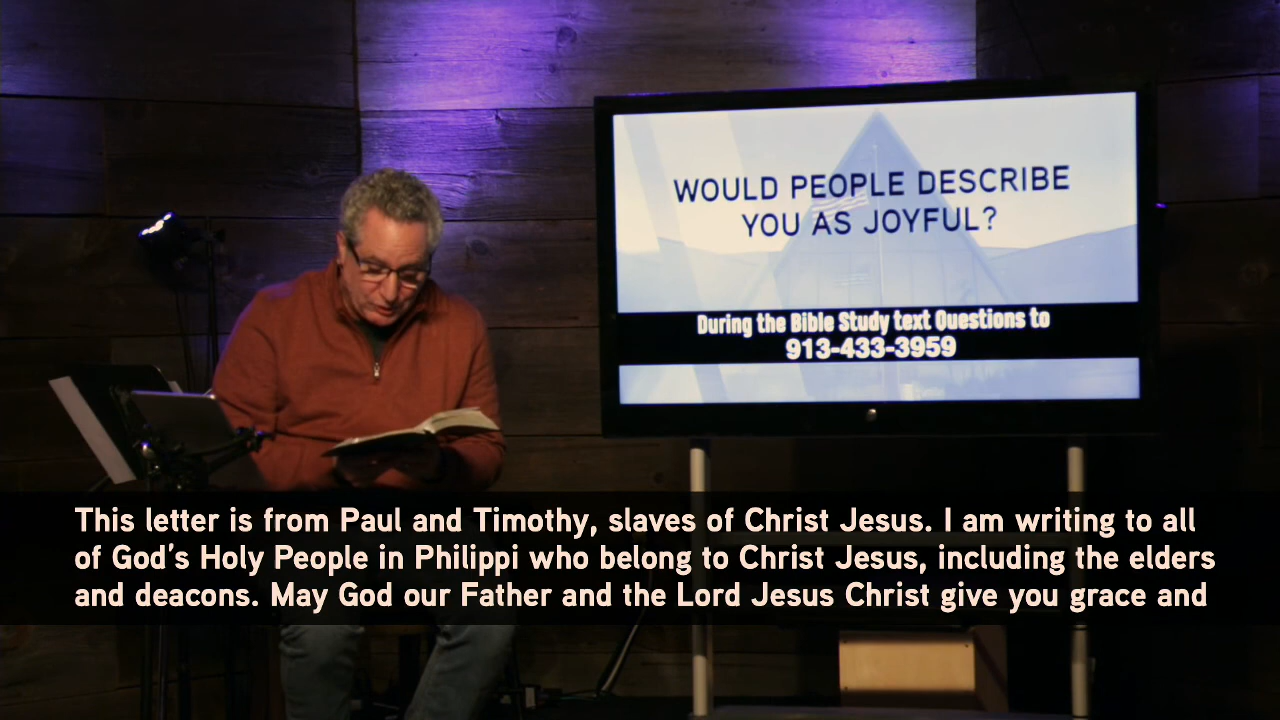 WOULD PEOPLE DESCRIBE
YOU AS JOYFUL?
During the Bible Study text Questions to
913-433-3959
This letter is from Paul and Timothy, slaves of Christ Jesus. I am writing to all
of God's Holy People in Philippi who belong to Christ Jesus, including the elders
and deacons. May God our Father and the Lord Jesus Christ give you grace and